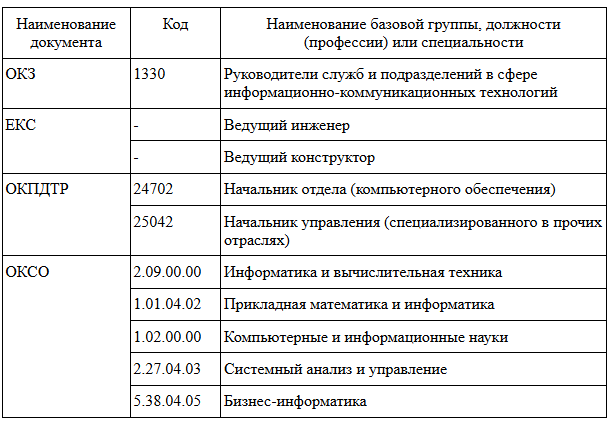 Наименование документа Код Наименование базовой группы, должности (профессии) или специальности
ОКЗ 1330 Руководители служб и подразделений в сфере информационно-коммуникационных технологий
ЕКС - Ведущий инженер
- Ведущий конструктор
ОКПДТР 24702 Начальник отдела (компьютерного обеспечения)
25042 Начальник управления (специализированного в прочих отраслях)
ОКСО 2.09.00.00 Информатика и вычислительная техника
1.01.04.02 Прикладная математика и информатика
1.02.00.00 Компьютерные и информационные науки
2.27.04.03 Системный анализ и управление
5.38.04.05 Бизнес-информатика